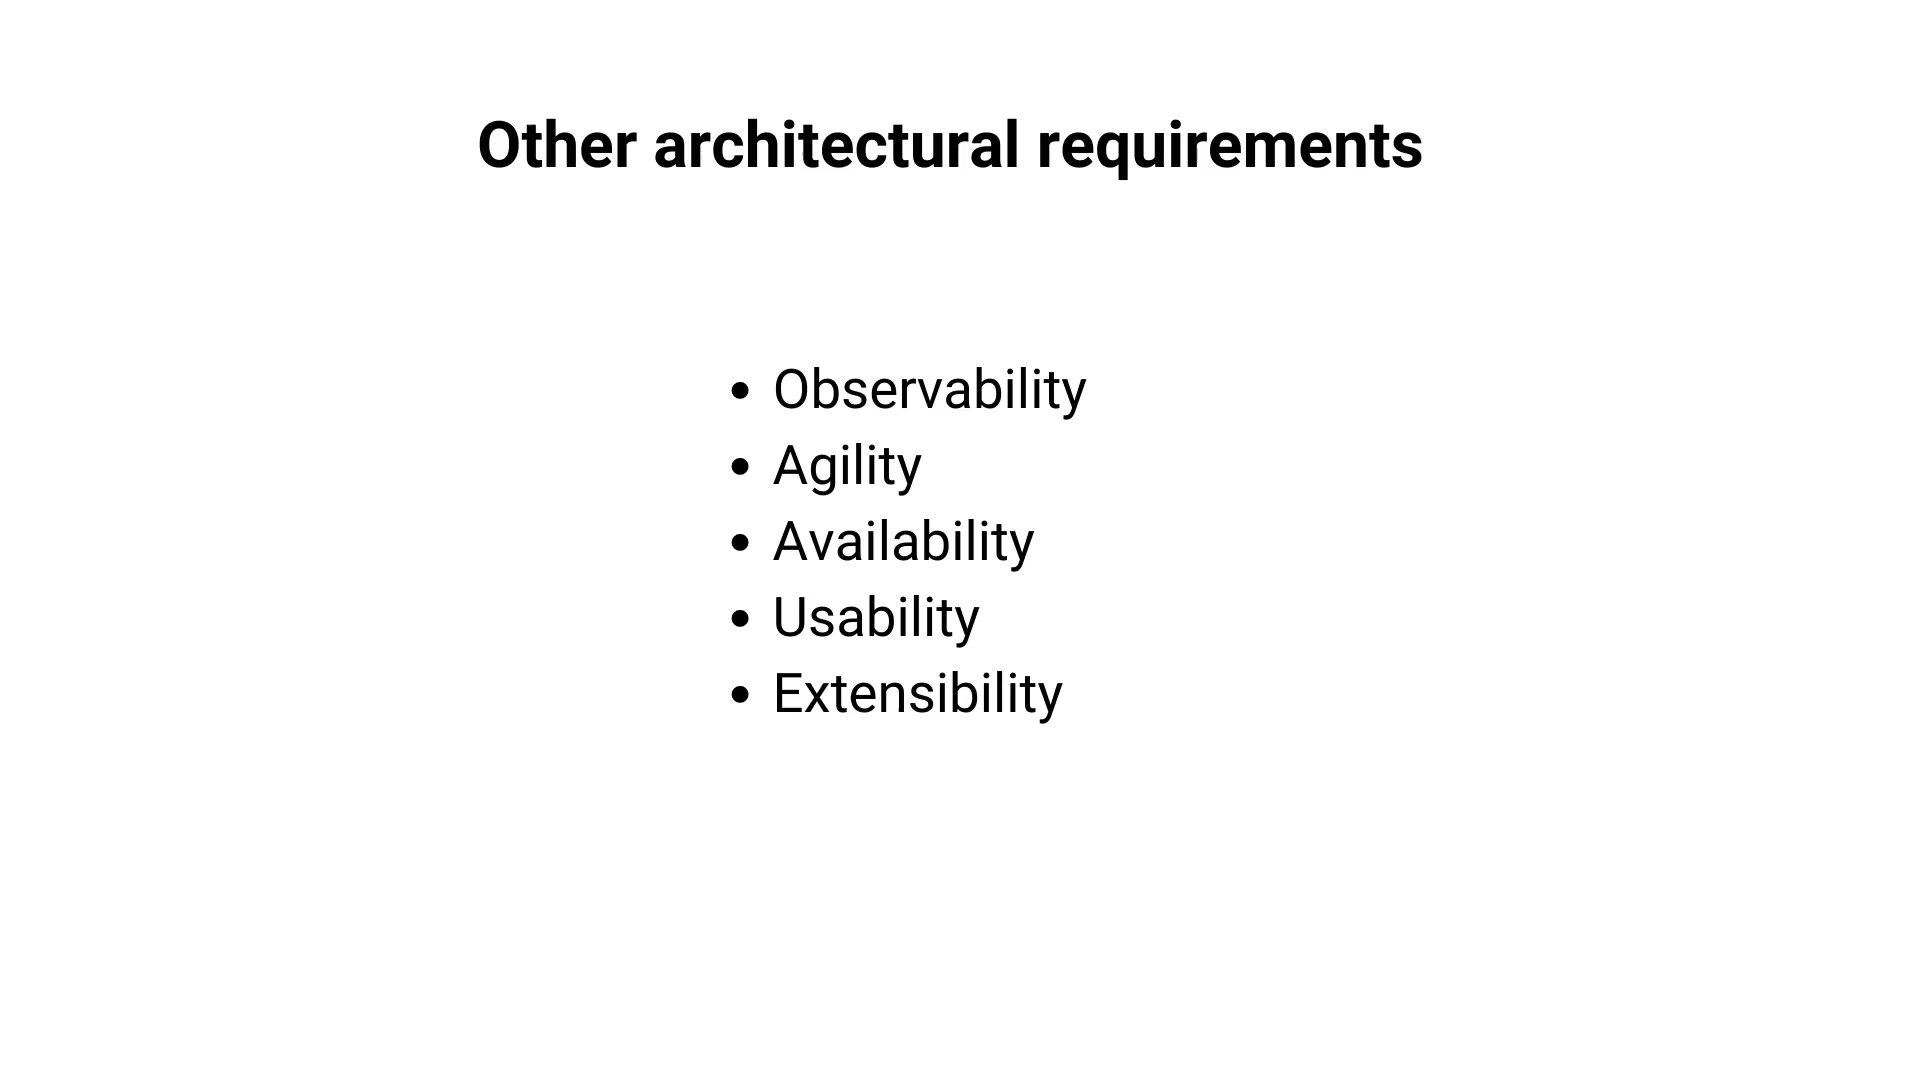 Other architectural requirements
• Observability
• Agility
• Availability
• Usability
• Extensibility